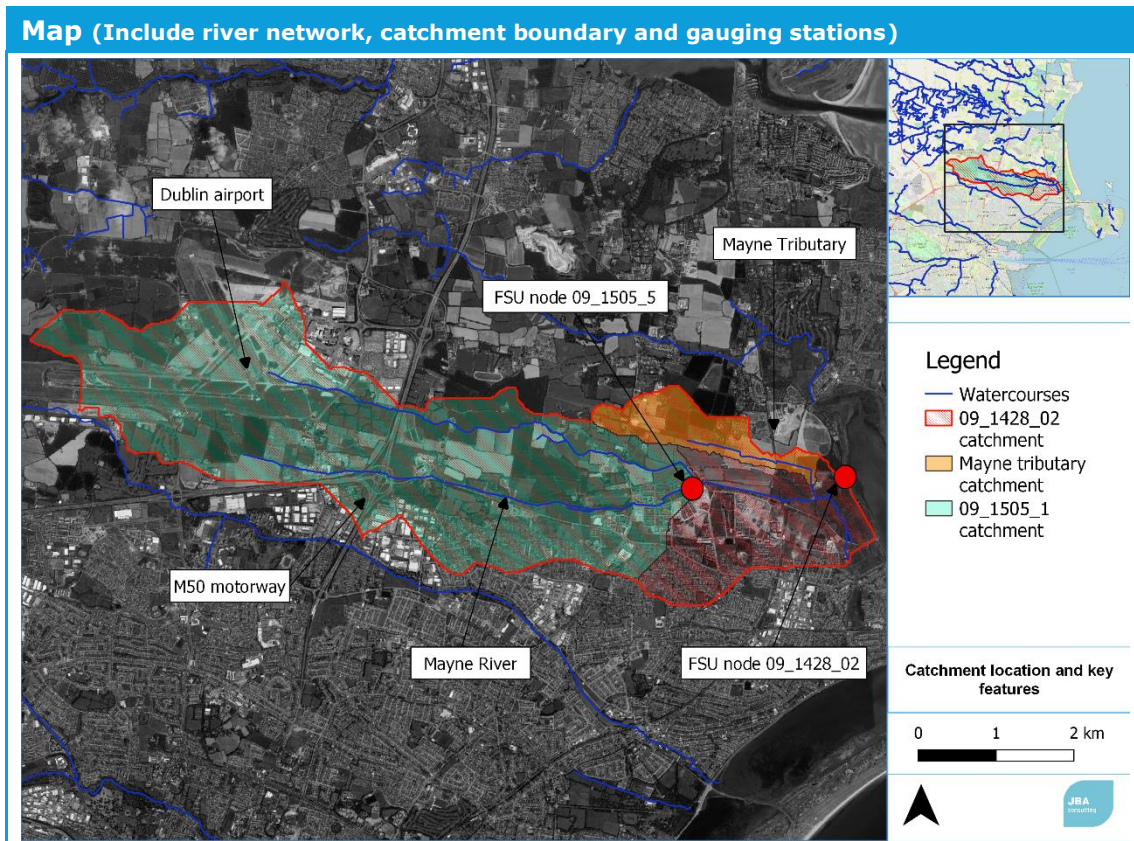 Map (Include river network, catchment boundary and gauging stations)
Dublin airport
Mayne Tributary
FSU node 09_1505_5
M50 motorway
Mayne River
FSU node 09_1428_02
Legend
Watercourses
09_1428_02
catchment
Mayne tributary
catchment
09_1505_1
catchment
Catchment location and key
features
0 1 2 km
JBA
consulting